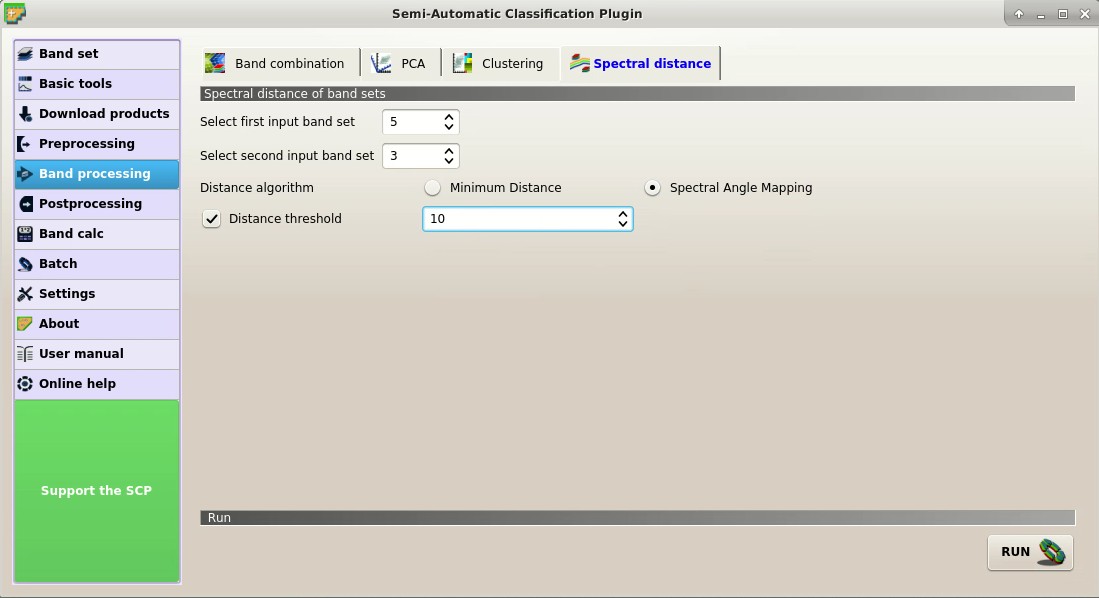 Semi-Automatic Classification Plugin
Band set
Basic tools
Download products
Preprocessing
Band processing
Postprocessing
Band calc
Batch
Settings
About
User manual
Online help
Support the SCP
Band combination
PCA
Clustering
Spectral distance
Spectral distance of band sets
Select first input band set 5
Select second input band set 3
Distance algorithm Minimum Distance Spectral Angle Mapping
Distance threshold 10
Run
RUN